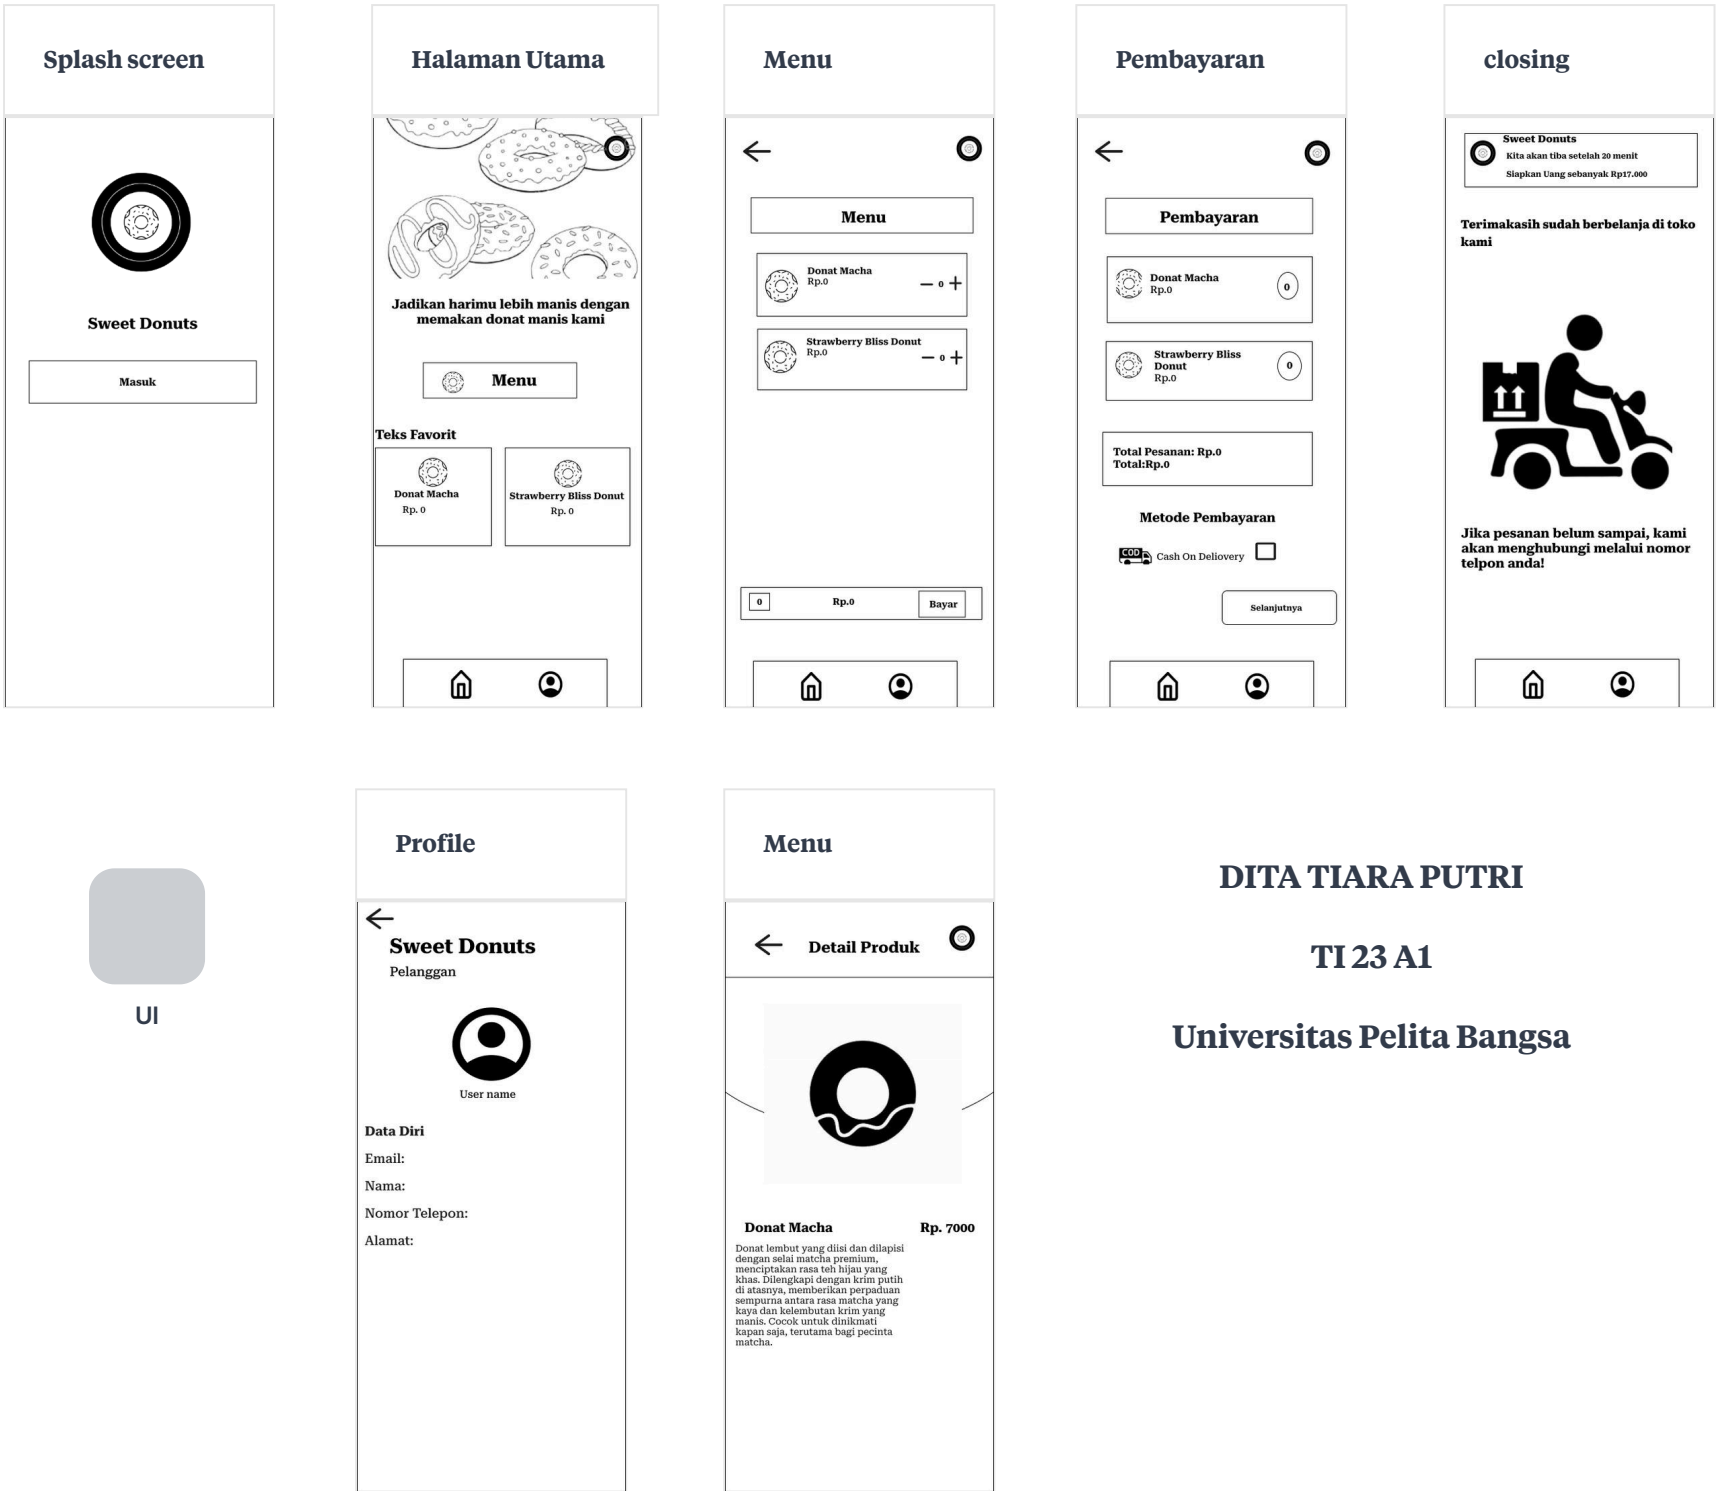 Splash screen
Sweet Donuts
Masuk
Halaman Utama
Jadikan harimu lebih manis dengan
memakan donat manis kami
Menu
Teks Favorit
Donat Macha
Rp. 0
Strawberry Bliss Donut
Rp. 0
Menu
Menu
Donat Macha
Rp.0
0
Strawberry Bliss Donut
Rp.0
0
0
Rp.0
Bayar
Pembayaran
Pembayaran
Donat Macha
Rp.0
0
Strawberry Bliss
Donut
Rp.0
0
Total Pesanan: Rp.0
Total:Rp.0
Metode Pembayaran
COD
Cash On Deliovery
Selanjutnya
closing
Sweet Donuts
Kita akan tiba setelah 20 menit
Siapkan Uang sebanyak Rp17.000
Terimakasih sudah berbelanja di toko
kami
Jika pesanan belum sampai, kami
akan menghubungi melalui nomor
telpon anda!
UI
Profile
Sweet Donuts
Pelanggan
User name
Data Diri
Email:
Nama:
Nomor Telepon:
Alamat:
Menu
Detail Produk
Donat Macha
Rp. 7000
Donat lembut yang diisi dan dilapisi
dengan selai matcha premium,
menciptakan rasa teh hijau yang
khas. Dilengkapi dengan krim putih
di atasnya, memberikan perpaduan
sempurna antara rasa matcha yang
kaya dan kelembutan krim yang
manis. Cocok untuk dinikmati
kapan saja, terutama bagi pecinta
matcha.
DITA TIARA PUTRI
TI 23 A1
Universitas Pelita Bangsa